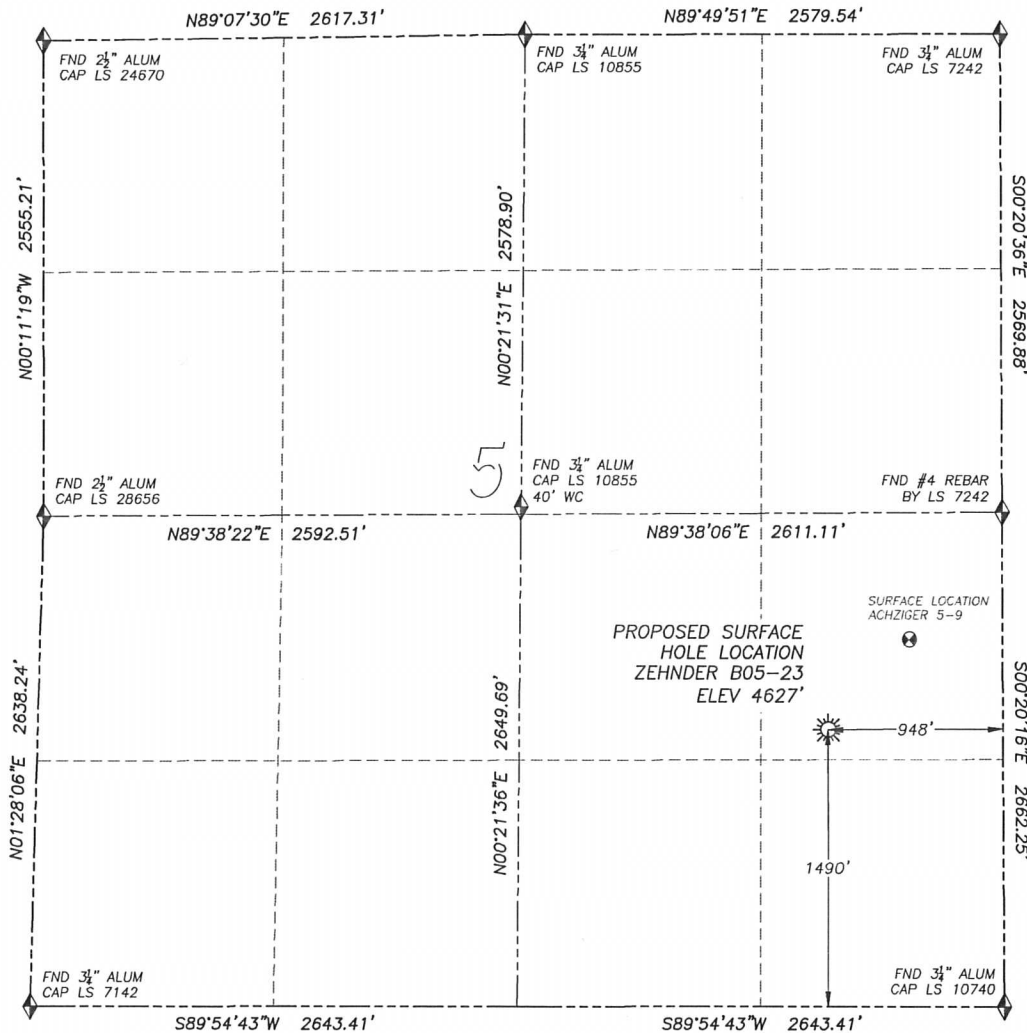 N89°07'30"E 2617.31'
N89°49'51"E 2579.54'
FND 2½" ALUM
CAP LS 24670
FND 3¼" ALUM
CAP LS 10855
FND 3¼" ALUM
CAP LS 7242
N00°11'19"W 2555.21'
N00°21'31"E 2578.90'
S00°20'36"E 2569.88'
5
FND 2½" ALUM
CAP LS 28656
FND 3¼" ALUM
CAP LS 10855
40' WC
FND #4 REBAR
BY LS 7242
N89°38'22"E 2592.51'
N89°38'06"E 2611.11'
SURFACE LOCATION
ACHZIGER 5-9
PROPOSED SURFACE
HOLE LOCATION
ZEHNDER B05-23
ELEV 4627'
N01°28'06"E 2638.24'
N00°21'36"E 2649.69'
S00°20'16"E 2662.25'
948'
1490'
FND 3¼" ALUM
CAP LS 7142
FND 3¼" ALUM
CAP LS 10740
S89°54'43"W 2643.41'
S89°54'43"W 2643.41'